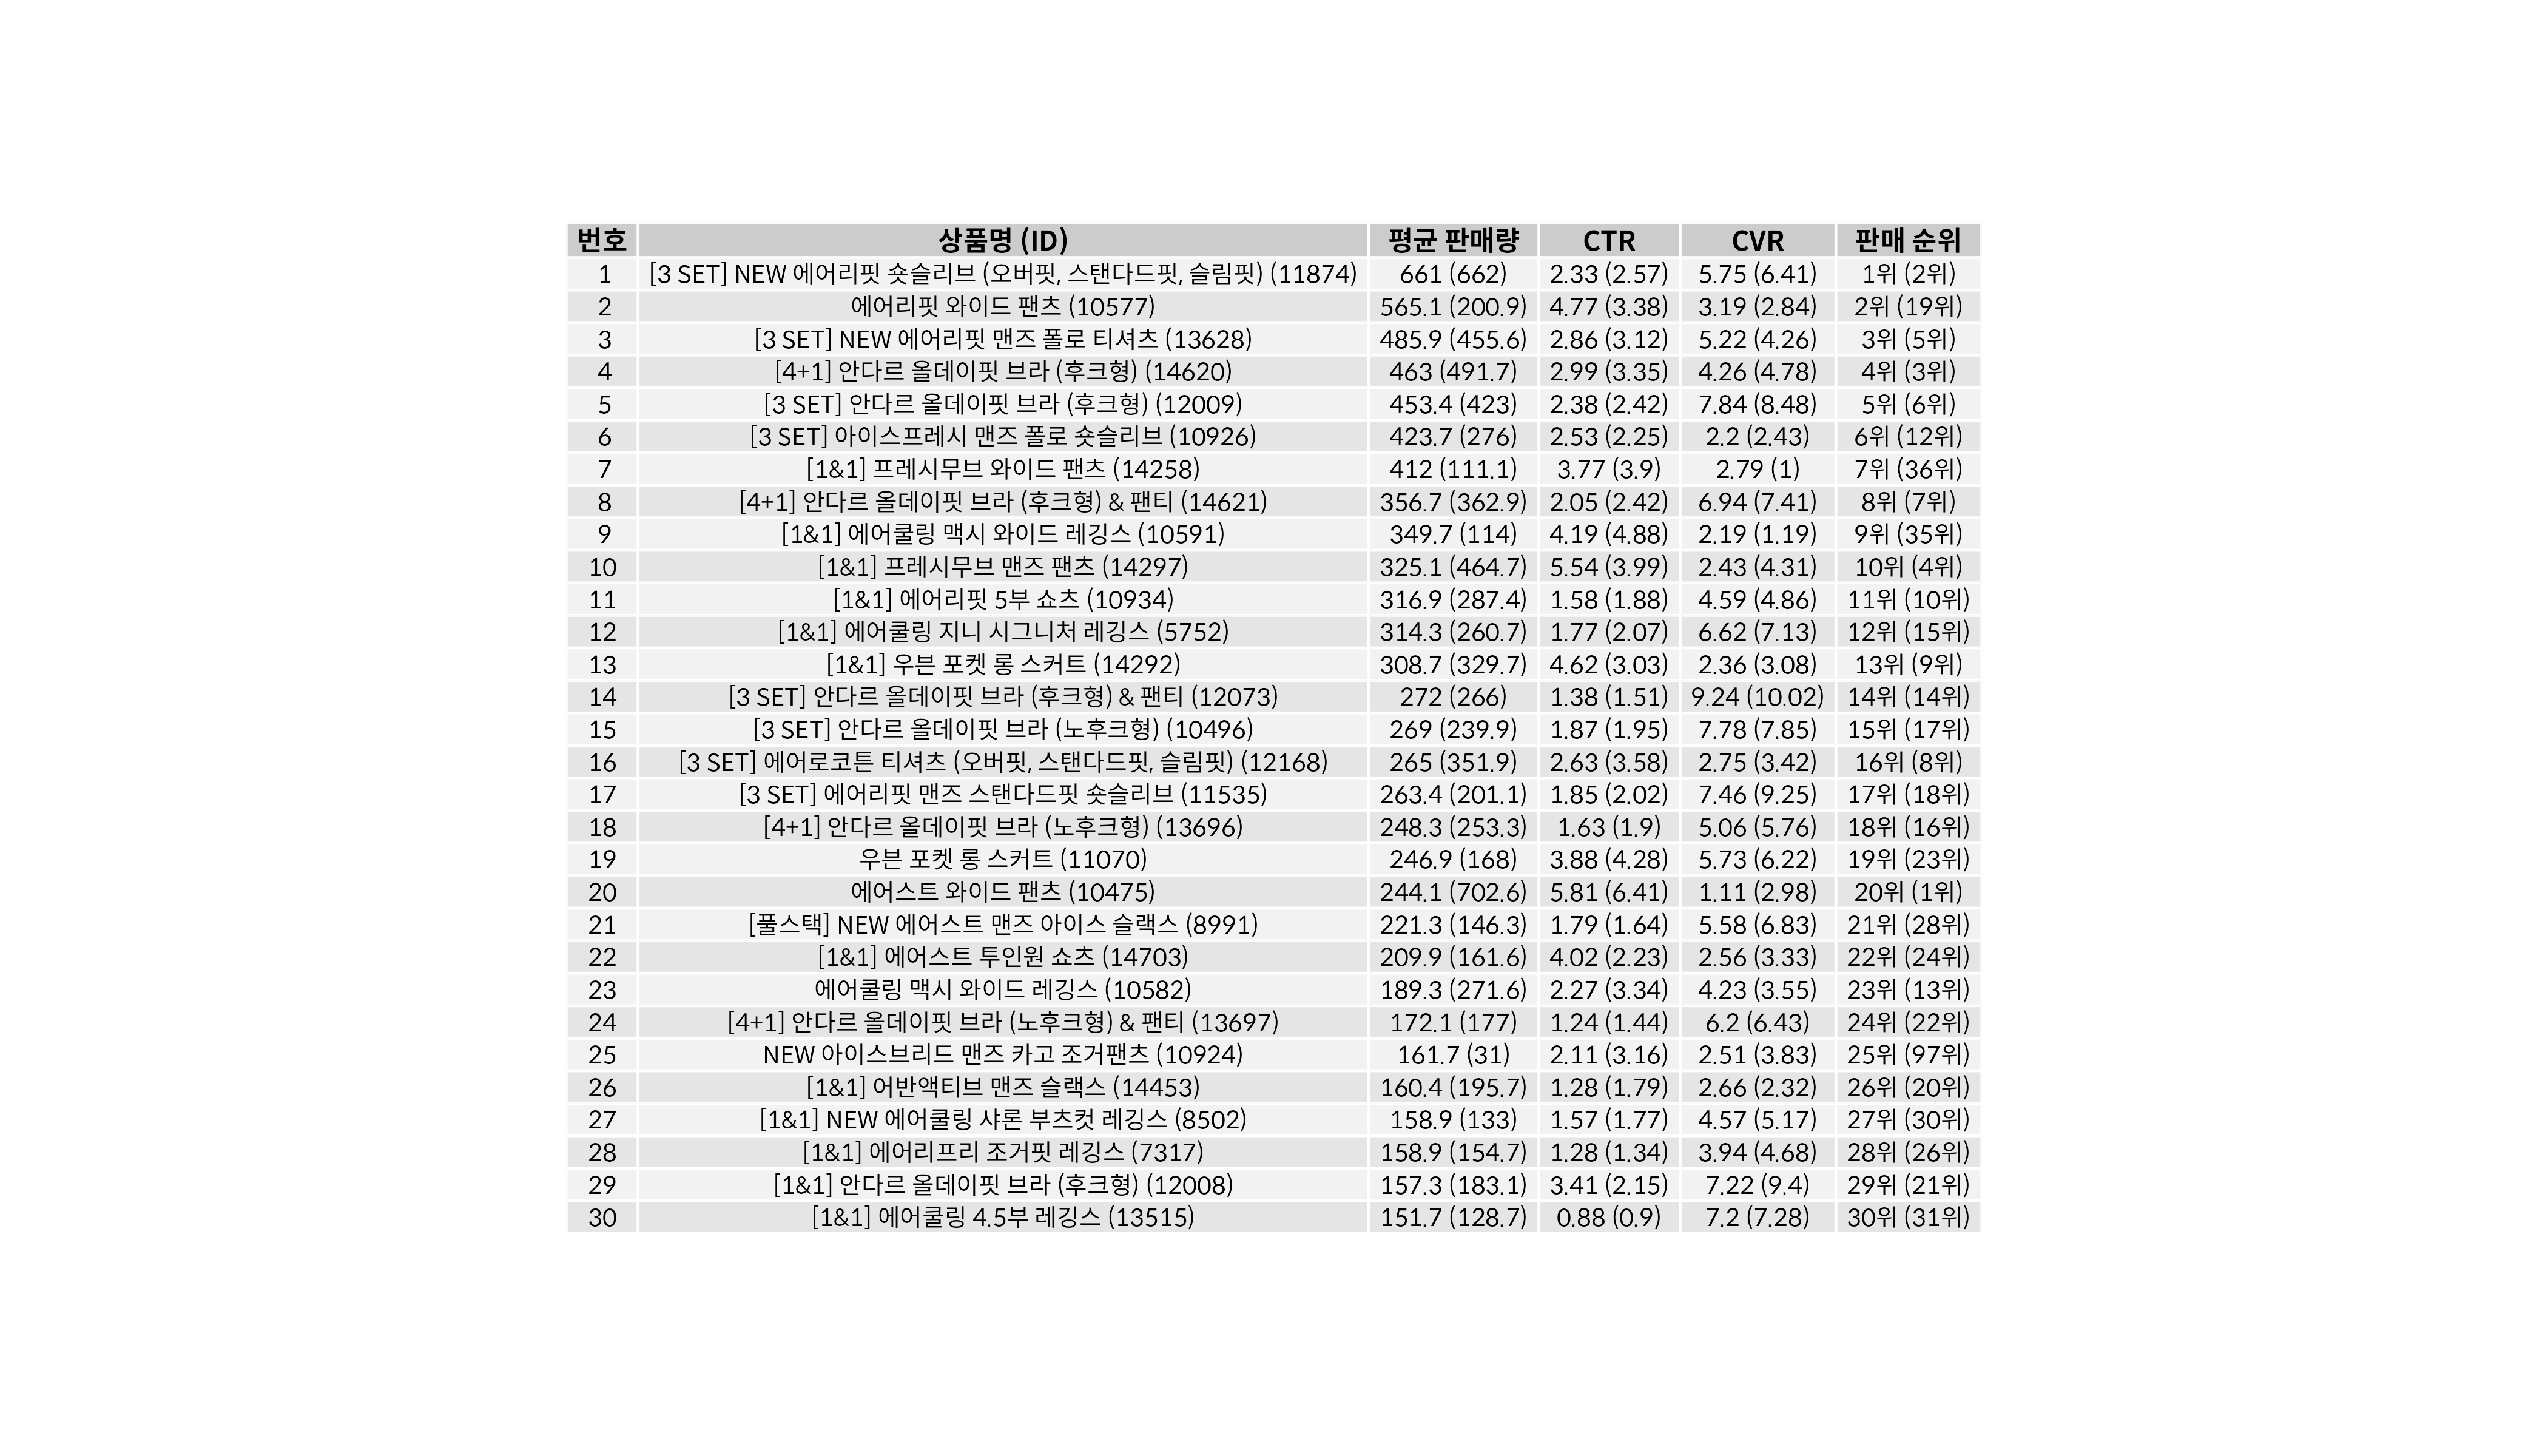 번호 상품명 (ID) 평균 판매량 CTR CVR 판매 순위
1 [3 SET] NEW 에어리핏 숏슬리브 (오버핏, 스탠다드핏, 슬림핏) (11874) 661 (662) 2.33 (2.57) 5.75 (6.41) 1위 (2위)
2 에어리핏 와이드 팬츠 (10577) 565.1 (200.9) 4.77 (3.38) 3.19 (2.84) 2위 (19위)
3 [3 SET] NEW 에어리핏 맨즈 폴로 티셔츠 (13628) 485.9 (455.6) 2.86 (3.12) 5.22 (4.26) 3위 (5위)
4 [4+1] 안다르 올데이핏 브라 (후크형) (14620) 463 (491.7) 2.99 (3.35) 4.26 (4.78) 4위 (3위)
5 [3 SET] 안다르 올데이핏 브라 (후크형) (12009) 453.4 (423) 2.38 (2.42) 7.84 (8.48) 5위 (6위)
6 [3 SET] 아이스프레시 맨즈 폴로 숏슬리브 (10926) 423.7 (276) 2.53 (2.25) 2.2 (2.43) 6위 (12위)
7 [1&1] 프레시무브 와이드 팬츠 (14258) 412 (111.1) 3.77 (3.9) 2.79 (1) 7위 (36위)
8 [4+1] 안다르 올데이핏 브라 (후크형) & 팬티 (14621) 356.7 (362.9) 2.05 (2.42) 6.94 (7.41) 8위 (7위)
9 [1&1] 에어쿨링 맥시 와이드 레깅스 (10591) 349.7 (114) 4.19 (4.88) 2.19 (1.19) 9위 (35위)
10 [1&1] 프레시무브 맨즈 팬츠 (14297) 325.1 (464.7) 5.54 (3.99) 2.43 (4.31) 10위 (4위)
11 [1&1] 에어리핏 5부 쇼츠 (10934) 316.9 (287.4) 1.58 (1.88) 4.59 (4.86) 11위 (10위)
12 [1&1] 에어쿨링 지니 시그니처 레깅스 (5752) 314.3 (260.7) 1.77 (2.07) 6.62 (7.13) 12위 (15위)
13 [1&1] 우븐 포켓 롱 스커트 (14292) 308.7 (329.7) 4.62 (3.03) 2.36 (3.08) 13위 (9위)
14 [3 SET] 안다르 올데이핏 브라 (후크형) & 팬티 (12073) 272 (266) 1.38 (1.51) 9.24 (10.02) 14위 (14위)
15 [3 SET] 안다르 올데이핏 브라 (노후크형) (10496) 269 (239.9) 1.87 (1.95) 7.78 (7.85) 15위 (17위)
16 [3 SET] 에어로코튼 티셔츠 (오버핏, 스탠다드핏, 슬림핏) (12168) 265 (351.9) 2.63 (3.58) 2.75 (3.42) 16위 (8위)
17 [3 SET] 에어리핏 맨즈 스탠다드핏 숏슬리브 (11535) 263.4 (201.1) 1.85 (2.02) 7.46 (9.25) 17위 (18위)
18 [4+1] 안다르 올데이핏 브라 (노후크형) (13696) 248.3 (253.3) 1.63 (1.9) 5.06 (5.76) 18위 (16위)
19 우븐 포켓 롱 스커트 (11070) 246.9 (168) 3.88 (4.28) 5.73 (6.22) 19위 (23위)
20 에어스트 와이드 팬츠 (10475) 244.1 (702.6) 5.81 (6.41) 1.11 (2.98) 20위 (1위)
21 [풀스택] NEW 에어스트 맨즈 아이스 슬랙스 (8991) 221.3 (146.3) 1.79 (1.64) 5.58 (6.83) 21위 (28위)
22 [1&1] 에어스트 투인원 쇼츠 (14703) 209.9 (161.6) 4.02 (2.23) 2.56 (3.33) 22위 (24위)
23 에어쿨링 맥시 와이드 레깅스 (10582) 189.3 (271.6) 2.27 (3.34) 4.23 (3.55) 23위 (13위)
24 [4+1] 안다르 올데이핏 브라 (노후크형) & 팬티 (13697) 172.1 (177) 1.24 (1.44) 6.2 (6.43) 24위 (22위)
25 NEW 아이스브리드 맨즈 카고 조거팬츠 (10924) 161.7 (31) 2.11 (3.16) 2.51 (3.83) 25위 (97위)
26 [1&1] 어반액티브 맨즈 슬랙스 (14453) 160.4 (195.7) 1.28 (1.79) 2.66 (2.32) 26위 (20위)
27 [1&1] NEW 에어쿨링 샤론 부츠컷 레깅스 (8502) 158.9 (133) 1.57 (1.77) 4.57 (5.17) 27위 (30위)
28 [1&1] 에어리프리 조거핏 레깅스 (7317) 158.9 (154.7) 1.28 (1.34) 3.94 (4.68) 28위 (26위)
29 [1&1] 안다르 올데이핏 브라 (후크형) (12008) 157.3 (183.1) 3.41 (2.15) 7.22 (9.4) 29위 (21위)
30 [1&1] 에어쿨링 4.5부 레깅스 (13515) 151.7 (128.7) 0.88 (0.9) 7.2 (7.28) 30위 (31위)